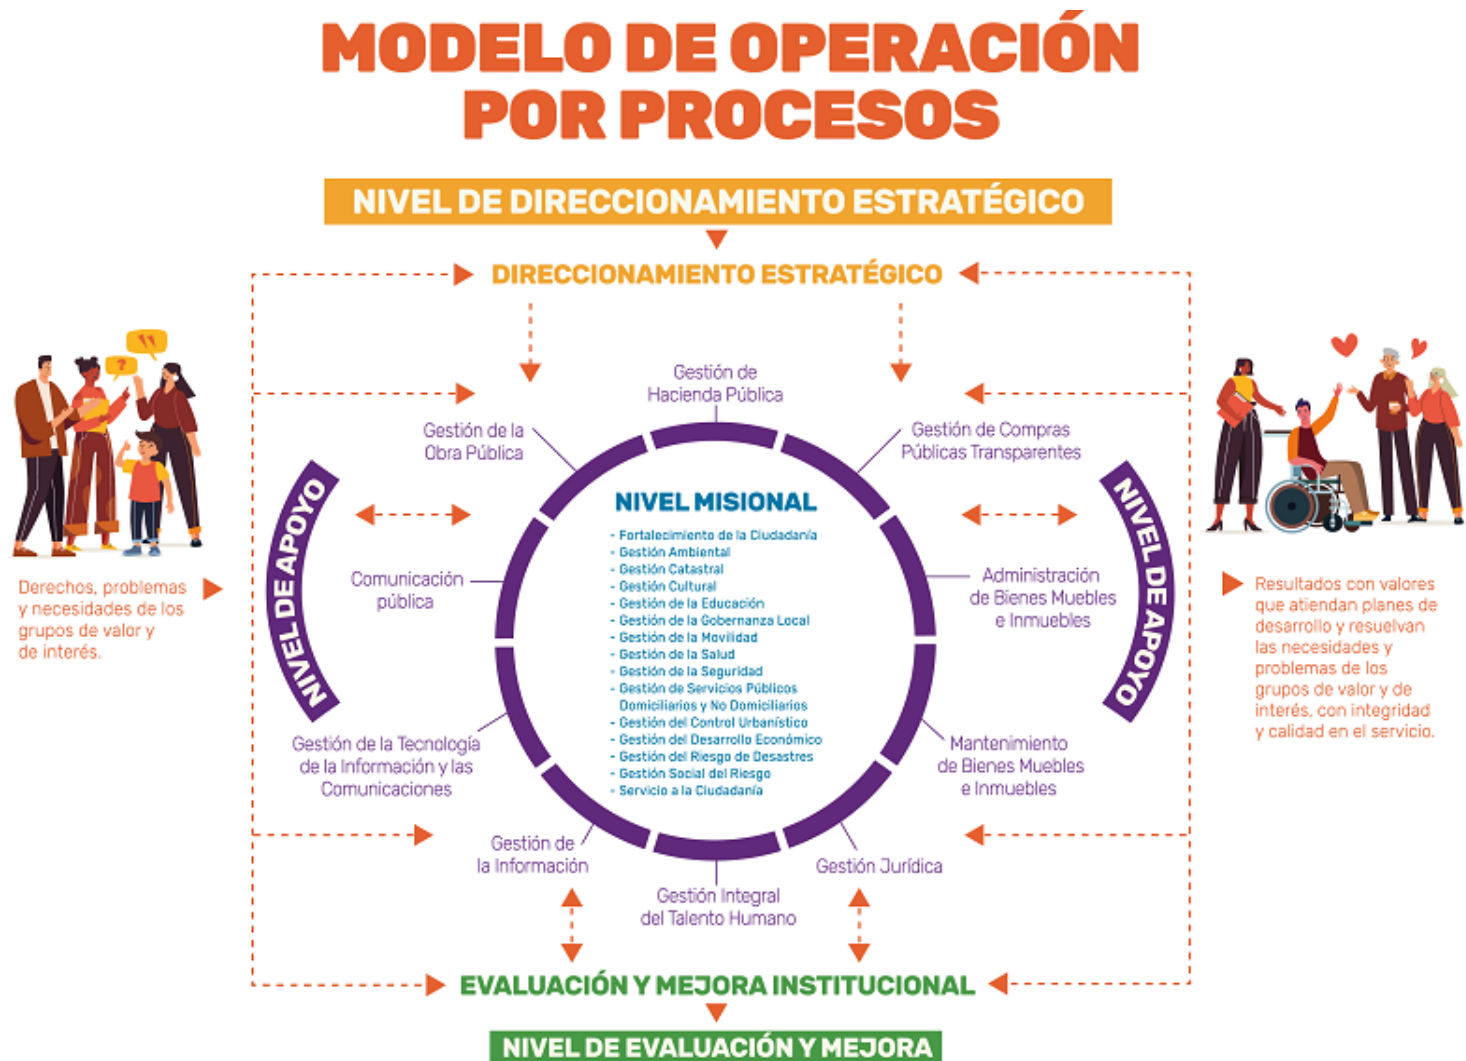 MODELO DE OPERACIÓN
POR PROCESOS
NIVEL DE DIRECCIONAMIENTO ESTRATÉGICO
DIRECCIONAMIENTO ESTRATÉGICO
?
Gestión de
Hacienda Pública
Gestión de la
Obra Pública
Gestión de Compras
Públicas Transparentes
NIVEL DE APOYO
Comunicación
pública
NIVEL MISIONAL
- Fortalecimiento de la Ciudadanía
- Gestión Ambiental
- Gestión Catastral
- Gestión Cultural
- Gestión de la Educación
- Gestión de la Gobernanza Local
- Gestión de la Movilidad
- Gestión de la Salud
- Gestión de la Seguridad
- Gestión de Servicios Públicos
Domiciliarios y No Domiciliarios
- Gestión del Control Urbanístico
- Gestión del Desarrollo Económico
- Gestión del Riesgo de Desastres
- Gestión Social del Riesgo
- Servicio a la Ciudadanía
Administración
de Bienes Muebles
e Inmuebles
NIVEL DE APOYO
Derechos, problemas
y necesidades de los
grupos de valor y
de interés.
Resultados con valores
que atiendan planes de
desarrollo y resuelvan
las necesidades y
problemas de los
grupos de valor y de
interés, con integridad
y calidad en el servicio.
Gestión de la Tecnología
de la Información y las
Comunicaciones
Mantenimiento
de Bienes Muebles
e Inmuebles
Gestión de
la Información
Gestión Jurídica
Gestión Integral
del Talento Humano
EVALUACIÓN Y MEJORA INSTITUCIONAL
NIVEL DE EVALUACIÓN Y MEJORA